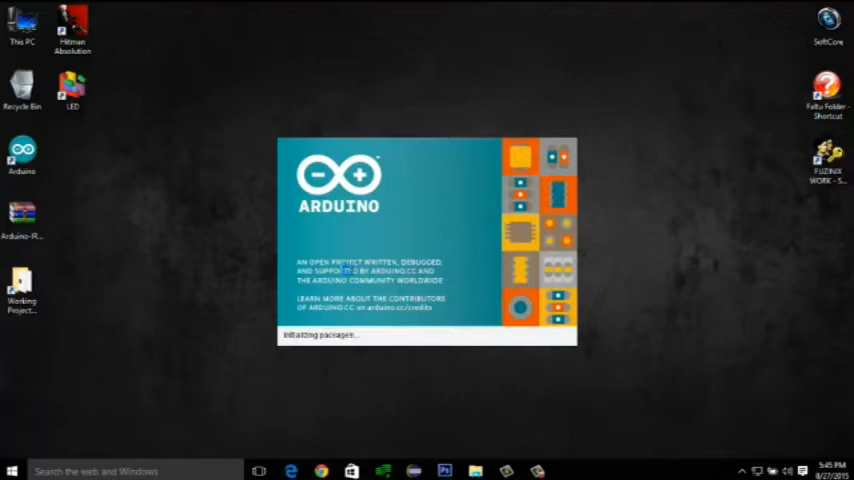 This PC
Hitman
Absolution
Recycle Bin
LED
Arduino
Arduino-IR...
Working
Project...
SoftCore
Faltu Folder -
Shortcut
FUZINIX
WORK - S...
ARDUINO
AN OPEN PROJECT WRITTEN, DEBUGGED,
AND SUPPORTED BY ARDUINO.CC AND
THE ARDUINO COMMUNITY WORLDWIDE
LEARN MORE ABOUT THE CONTRIBUTORS
OF ARDUINO.CC on arduino.cc/credits
Initializing packages...
Search the web and Windows
Ps
5:45 PM
8/27/2015